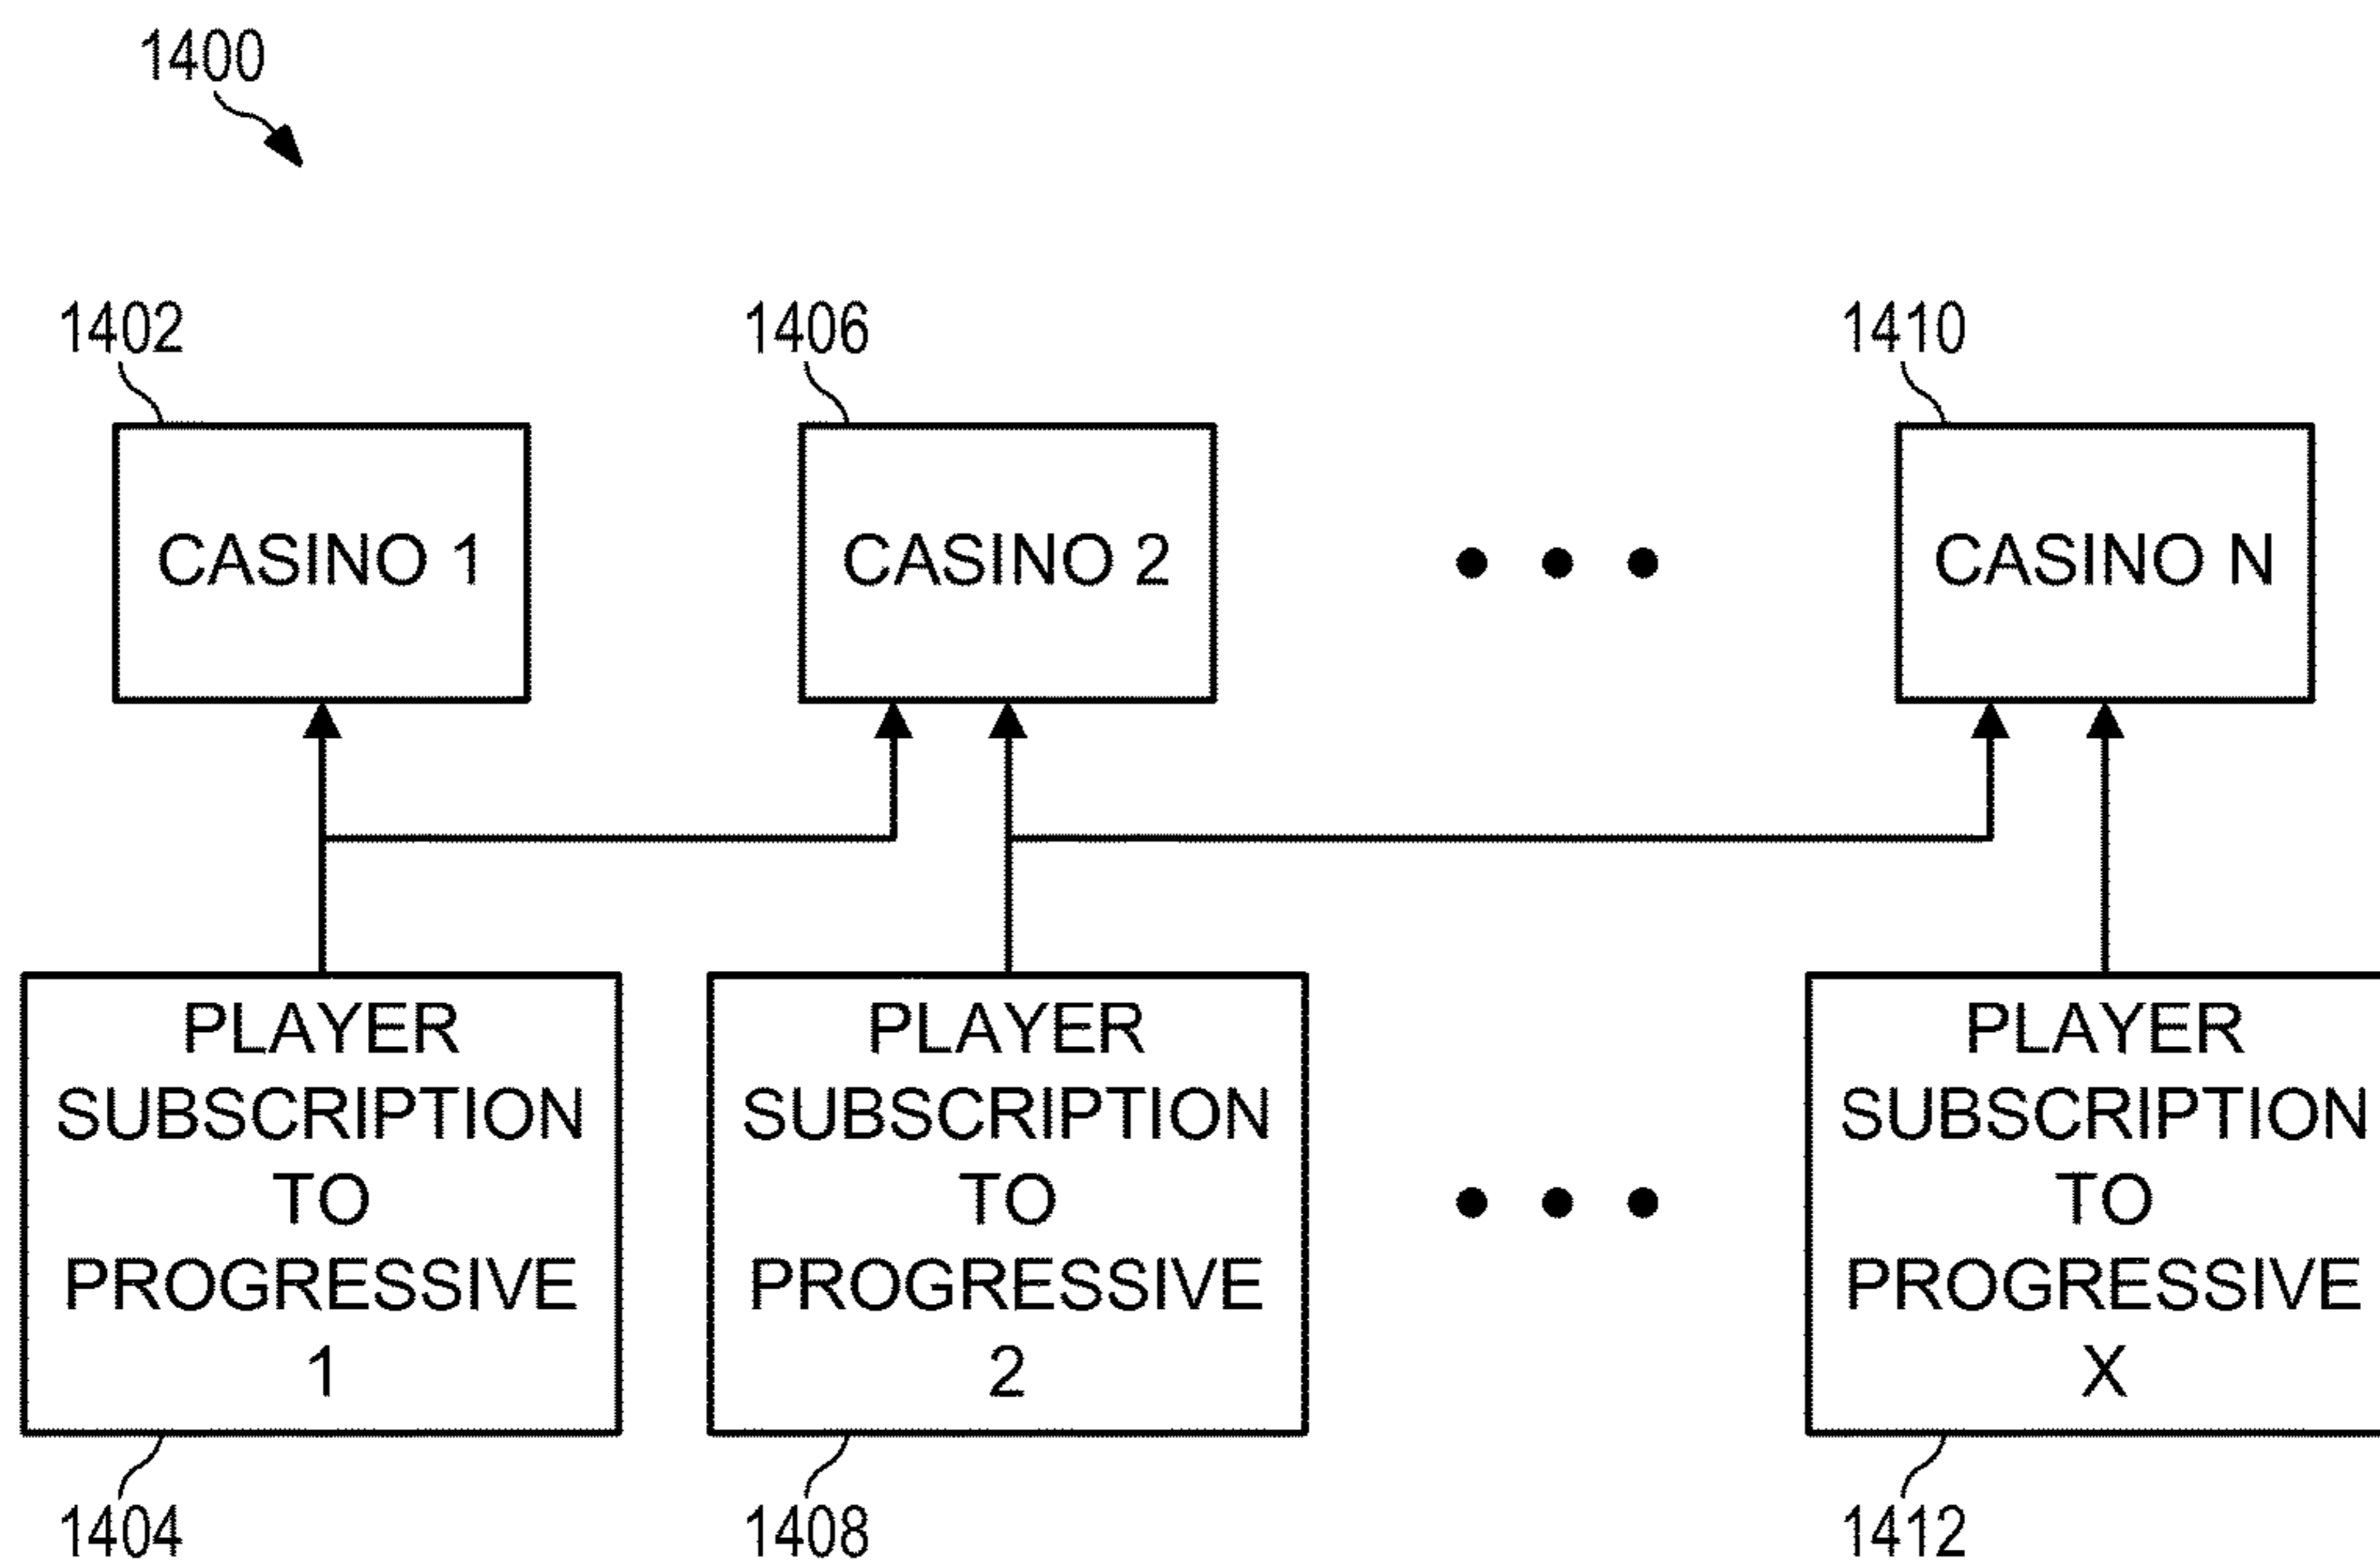 1400
1402
1406
1410
CASINO 1
CASINO 2
CASINO N
PLAYER
SUBSCRIPTION
TO
PROGRESSIVE
1
PLAYER
SUBSCRIPTION
TO
PROGRESSIVE
2
PLAYER
SUBSCRIPTION
TO
PROGRESSIVE
X
1404
1408
1412